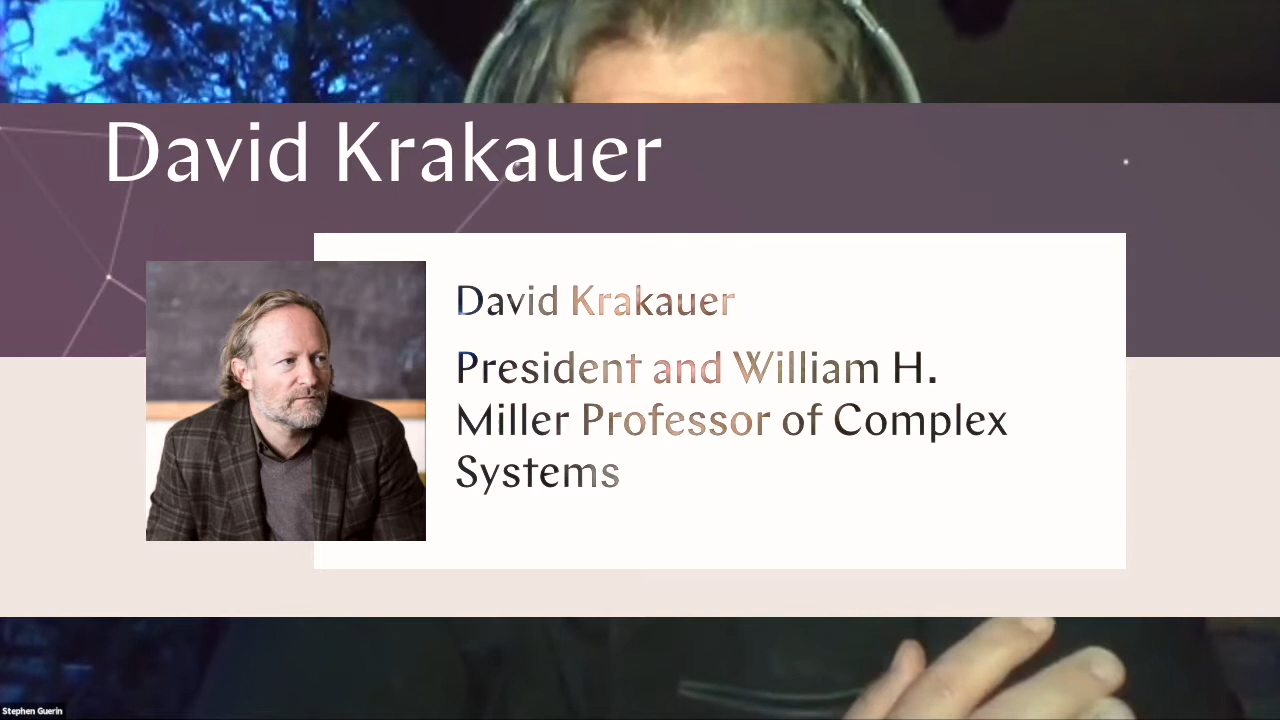 David Krakauer
David Krakauer
President and William H.
Miller Professor of Complex
Systems
Stephen Guerin